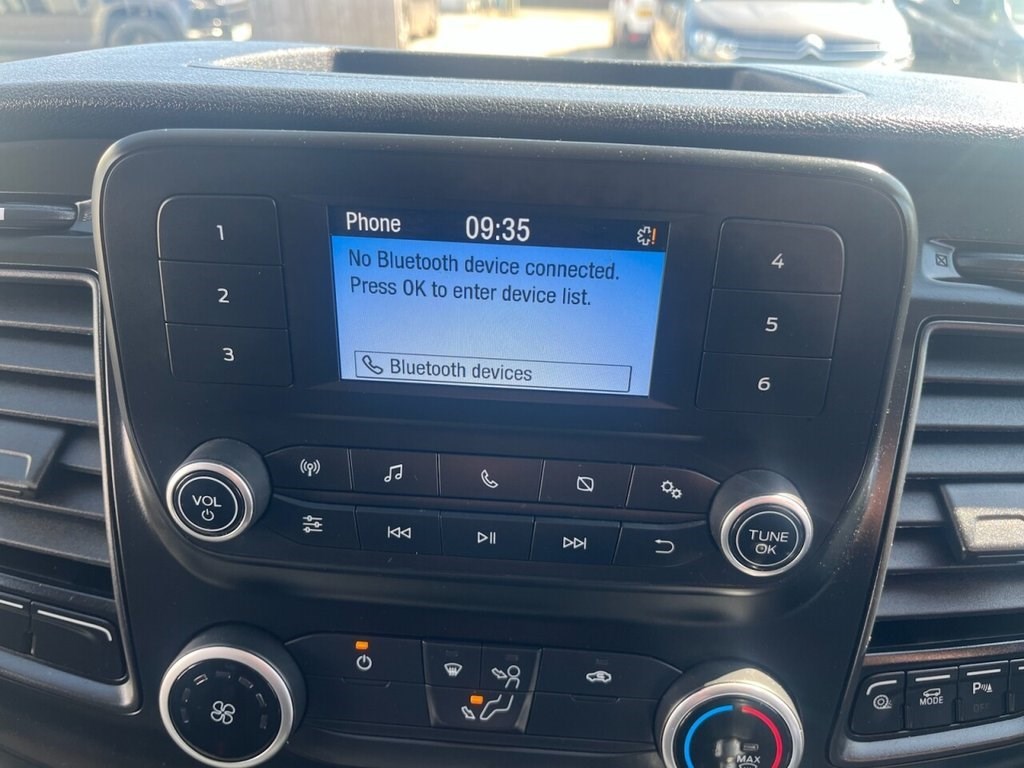 Phone 09:35
No Bluetooth device connected.
Press OK to enter device list.
Bluetooth devices
1
2
3
4
5
6
VOL
TUNE
OK
MAX
MODE
P
OFF